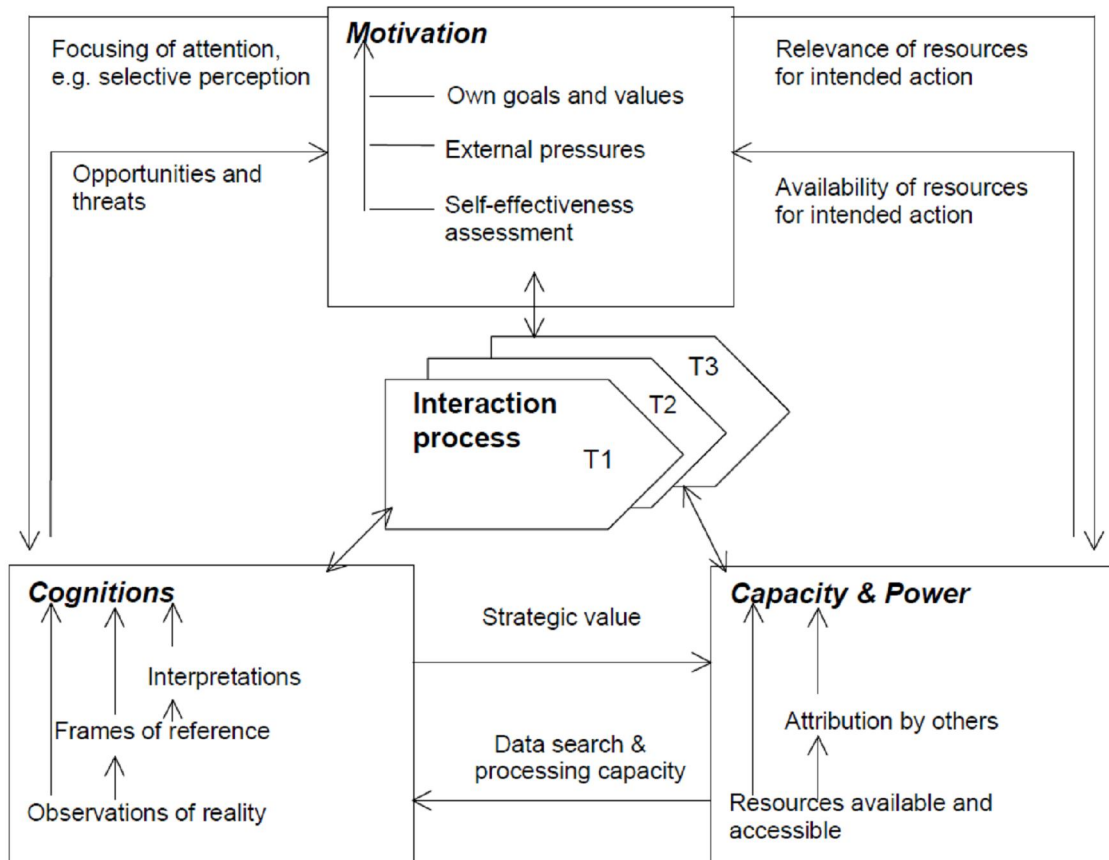 Focusing of attention,
e.g. selective perception
Opportunities and
threats
Motivation
Own goals and values
External pressures
Self-effectiveness
assessment
Relevance of resources
for intended action
Availability of resources
for intended action
Interaction
process
T1
T2
T3
Cognitions
Interpretations
Frames of reference
Observations of reality
Strategic value
Data search &
processing capacity
Capacity & Power
Attribution by others
Resources available and
accessible